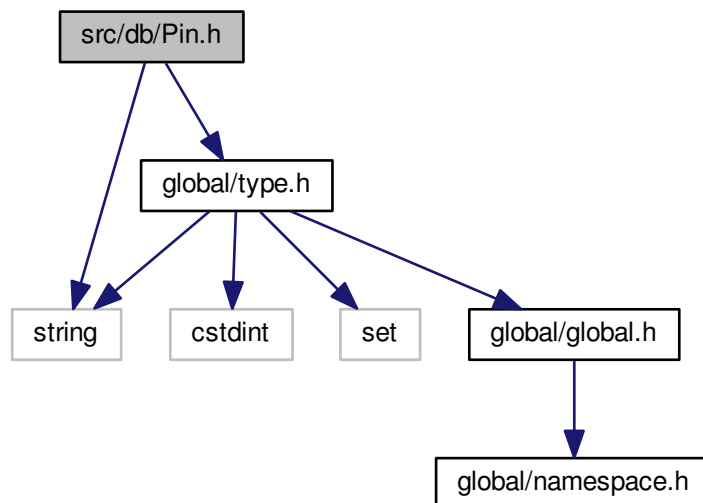 src/db/Pin.h
global/type.h
string
cstdint
set
global/global.h
global/namespace.h